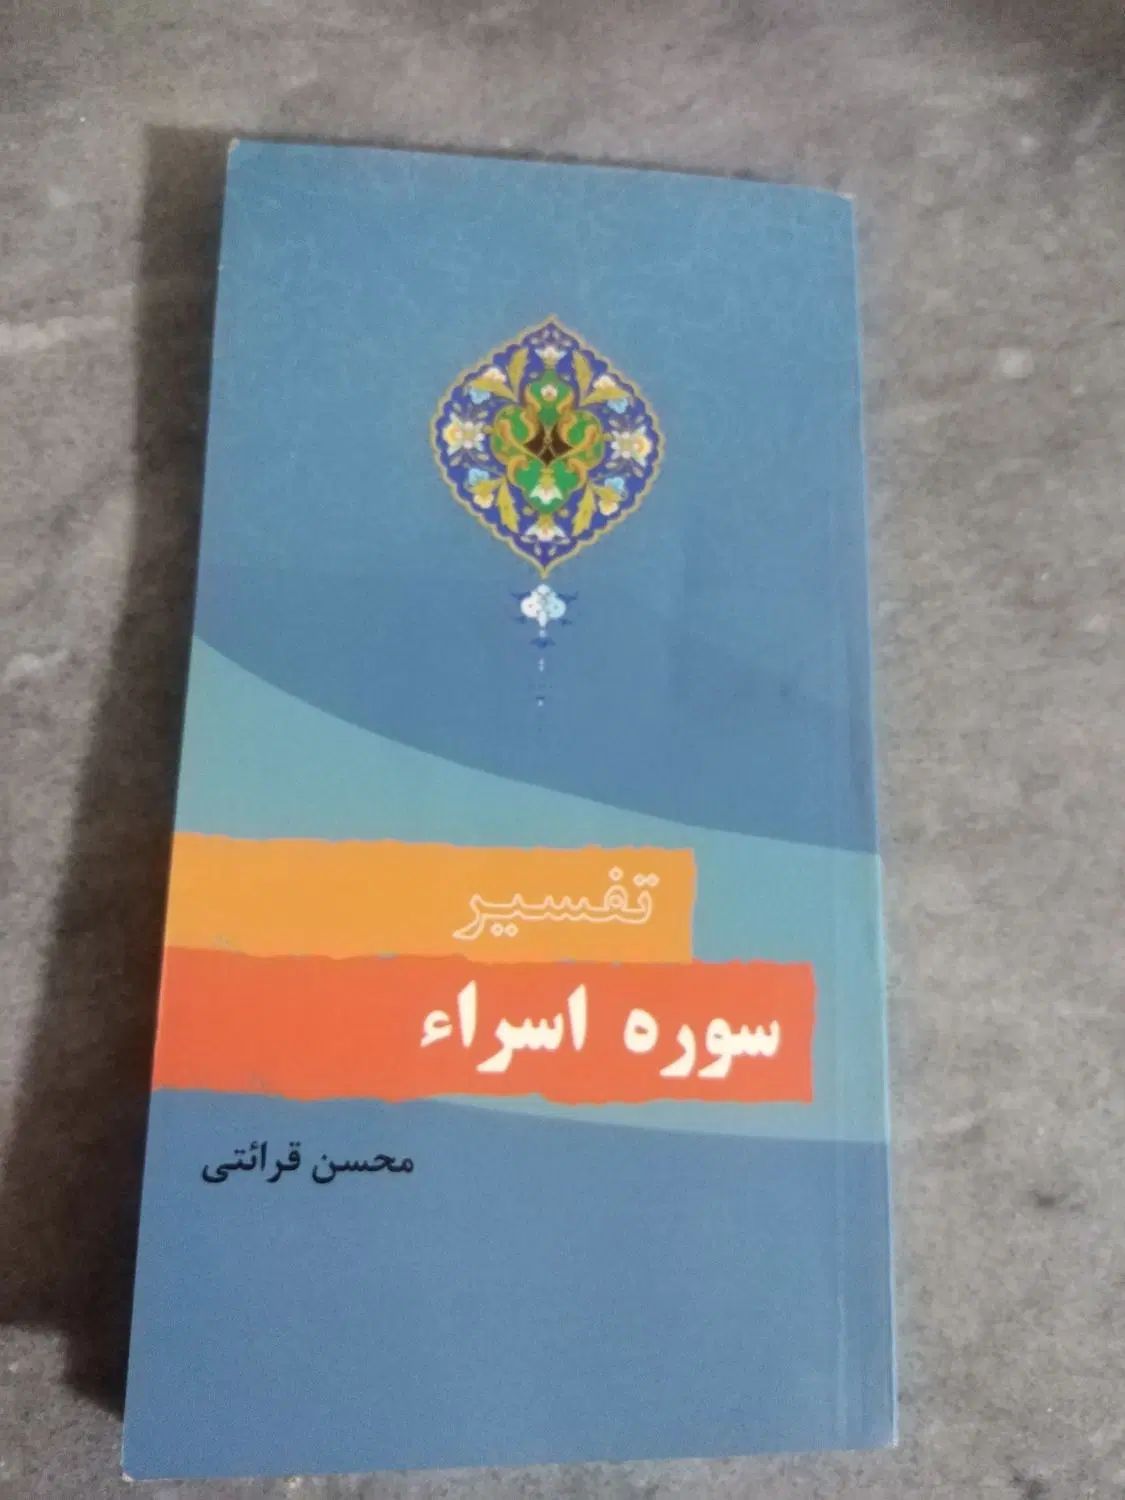 تفسیر
سوره اسراء
محسن قرائتی